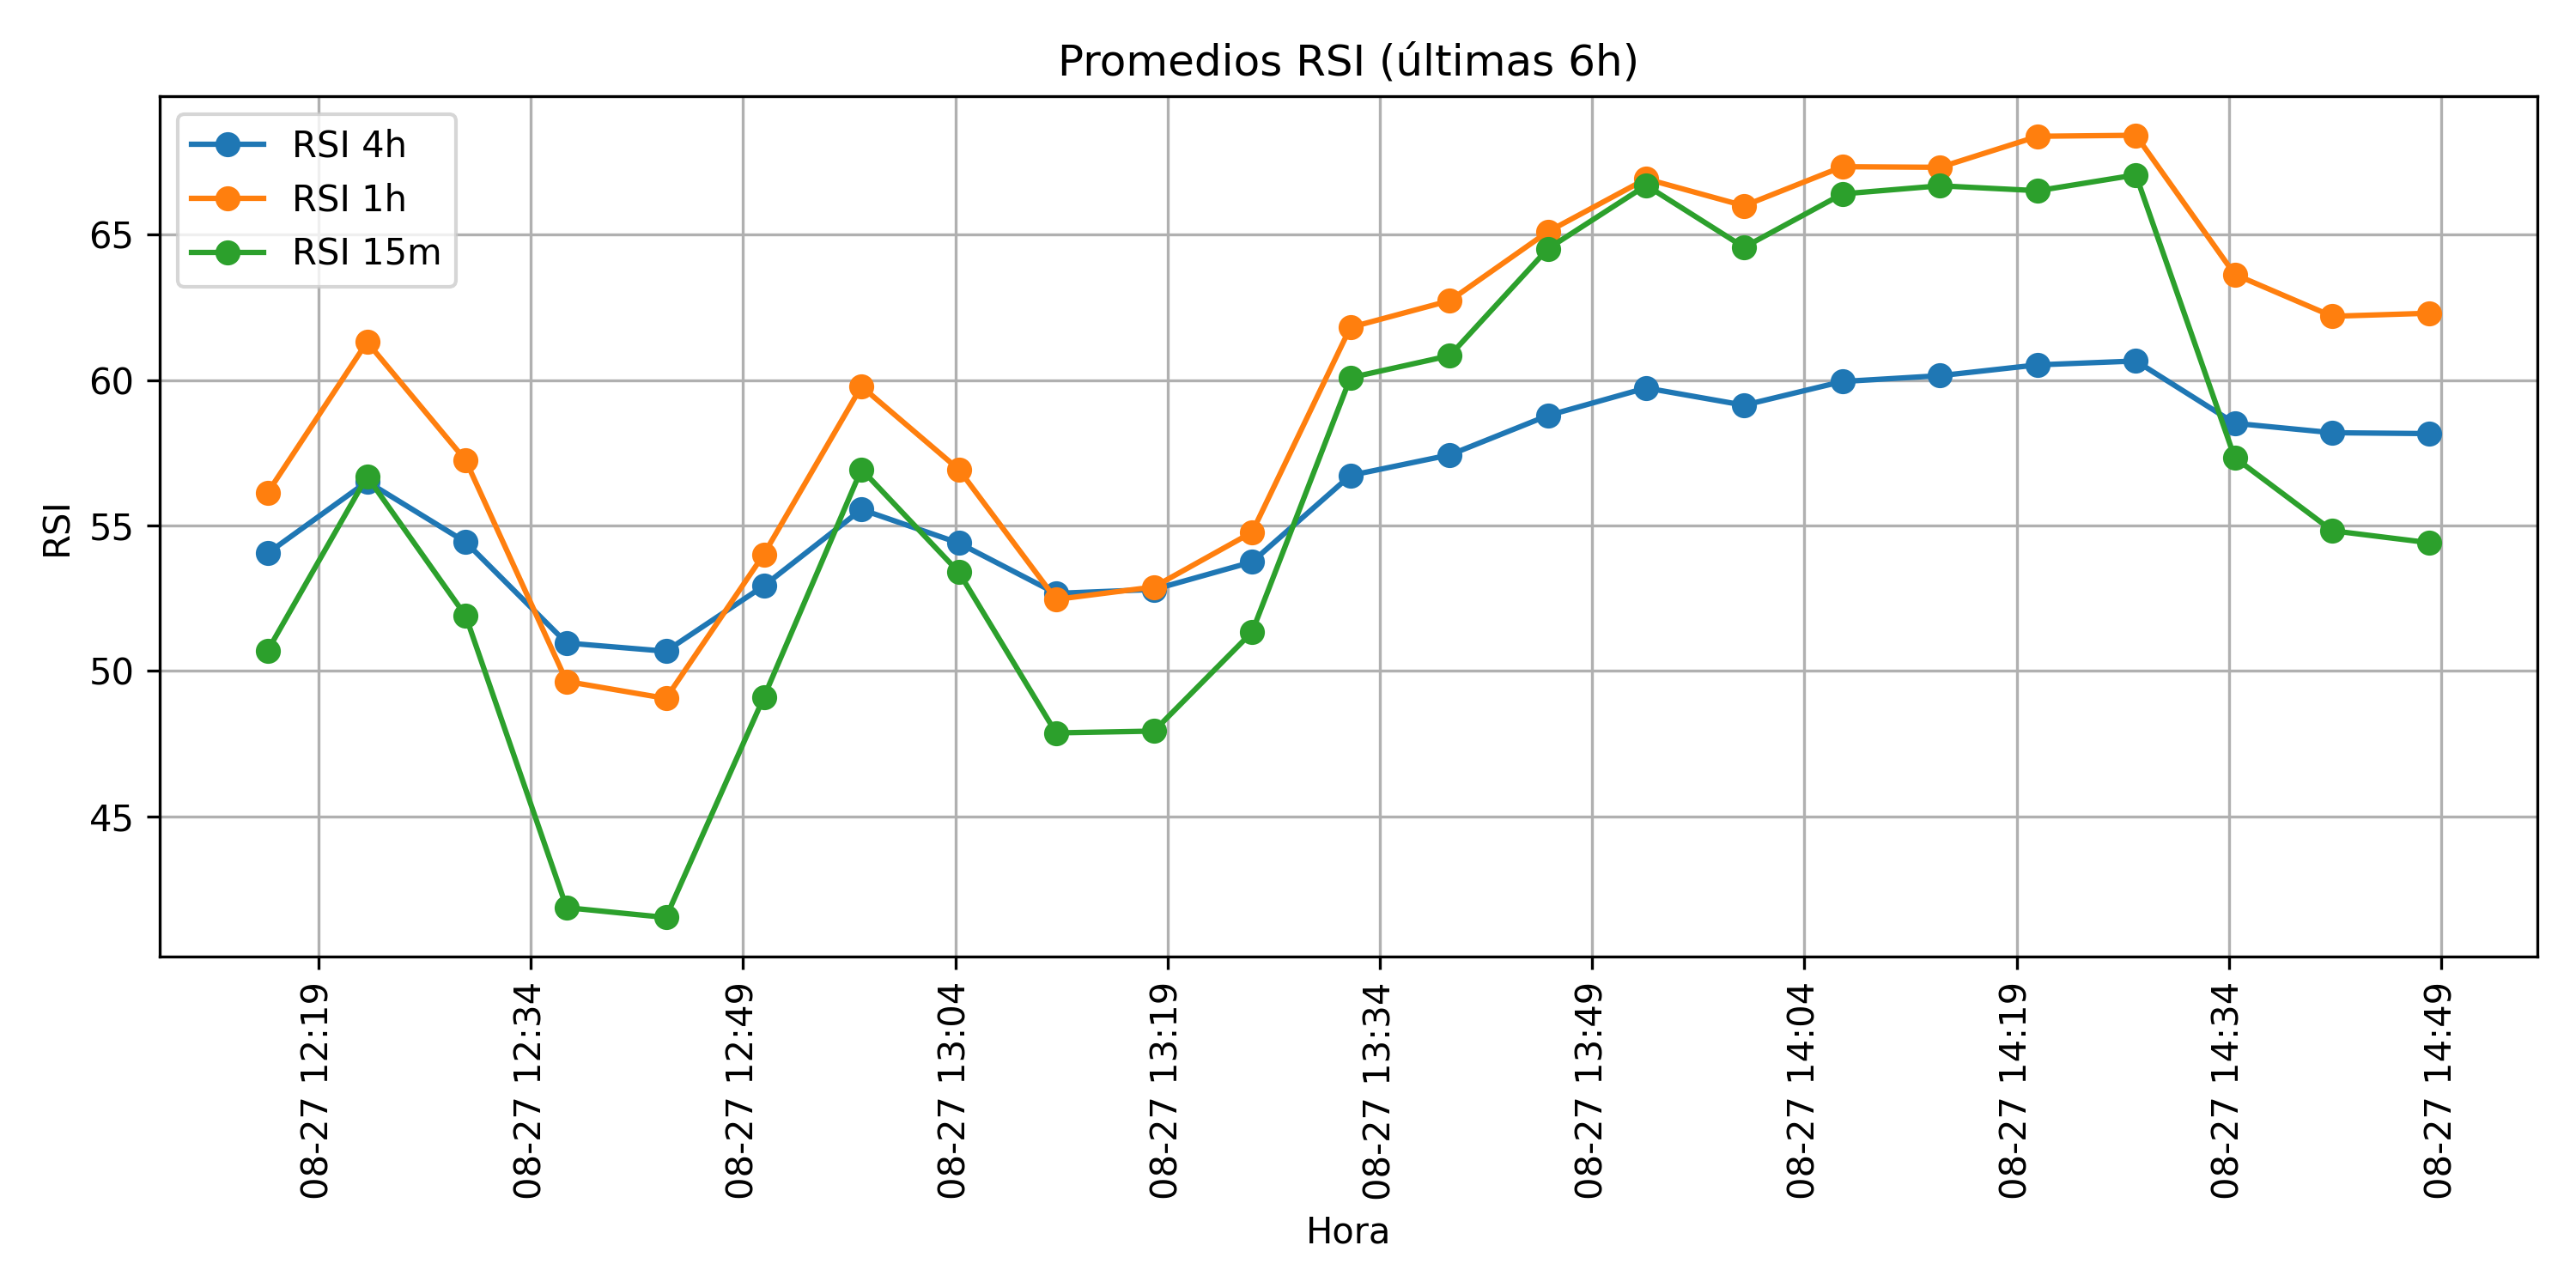 Promedios RSI (últimas 6h)
RSI 4h
RSI 1h
RSI 15m
RSI
65
60
55
50
45
08-27 12:19
08-27 12:34
08-27 12:49
08-27 13:04
08-27 13:19
08-27 13:34
08-27 13:49
08-27 14:04
08-27 14:19
08-27 14:34
08-27 14:49
Hora